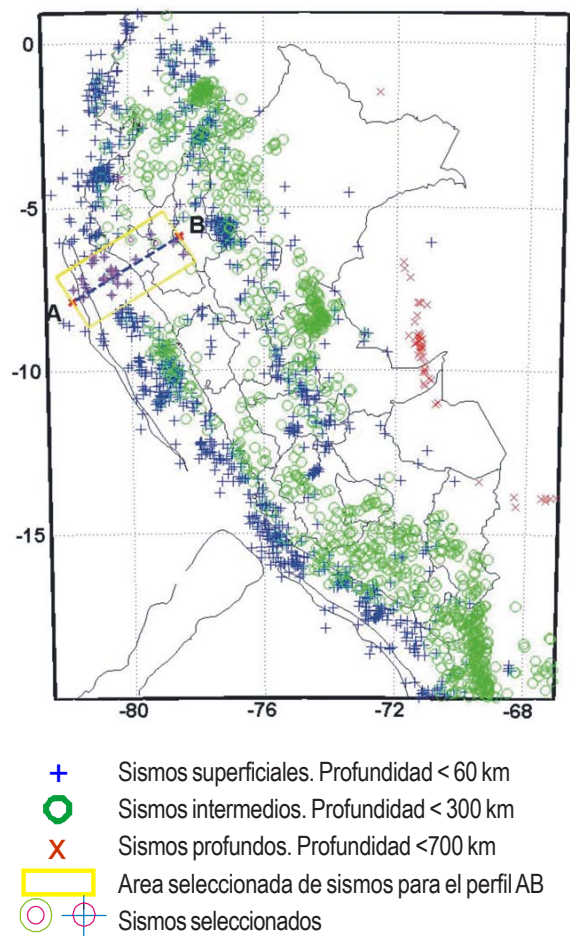 0
-5
-10
-15
B
A
-80 -76 -72 -68
+ Sismos superficiales. Profundidad < 60 km
Sismos intermedios. Profundidad < 300 km
x Sismos profundos. Profundidad <700 km
Area seleccionada de sismos para el perfil AB
Sismos seleccionados